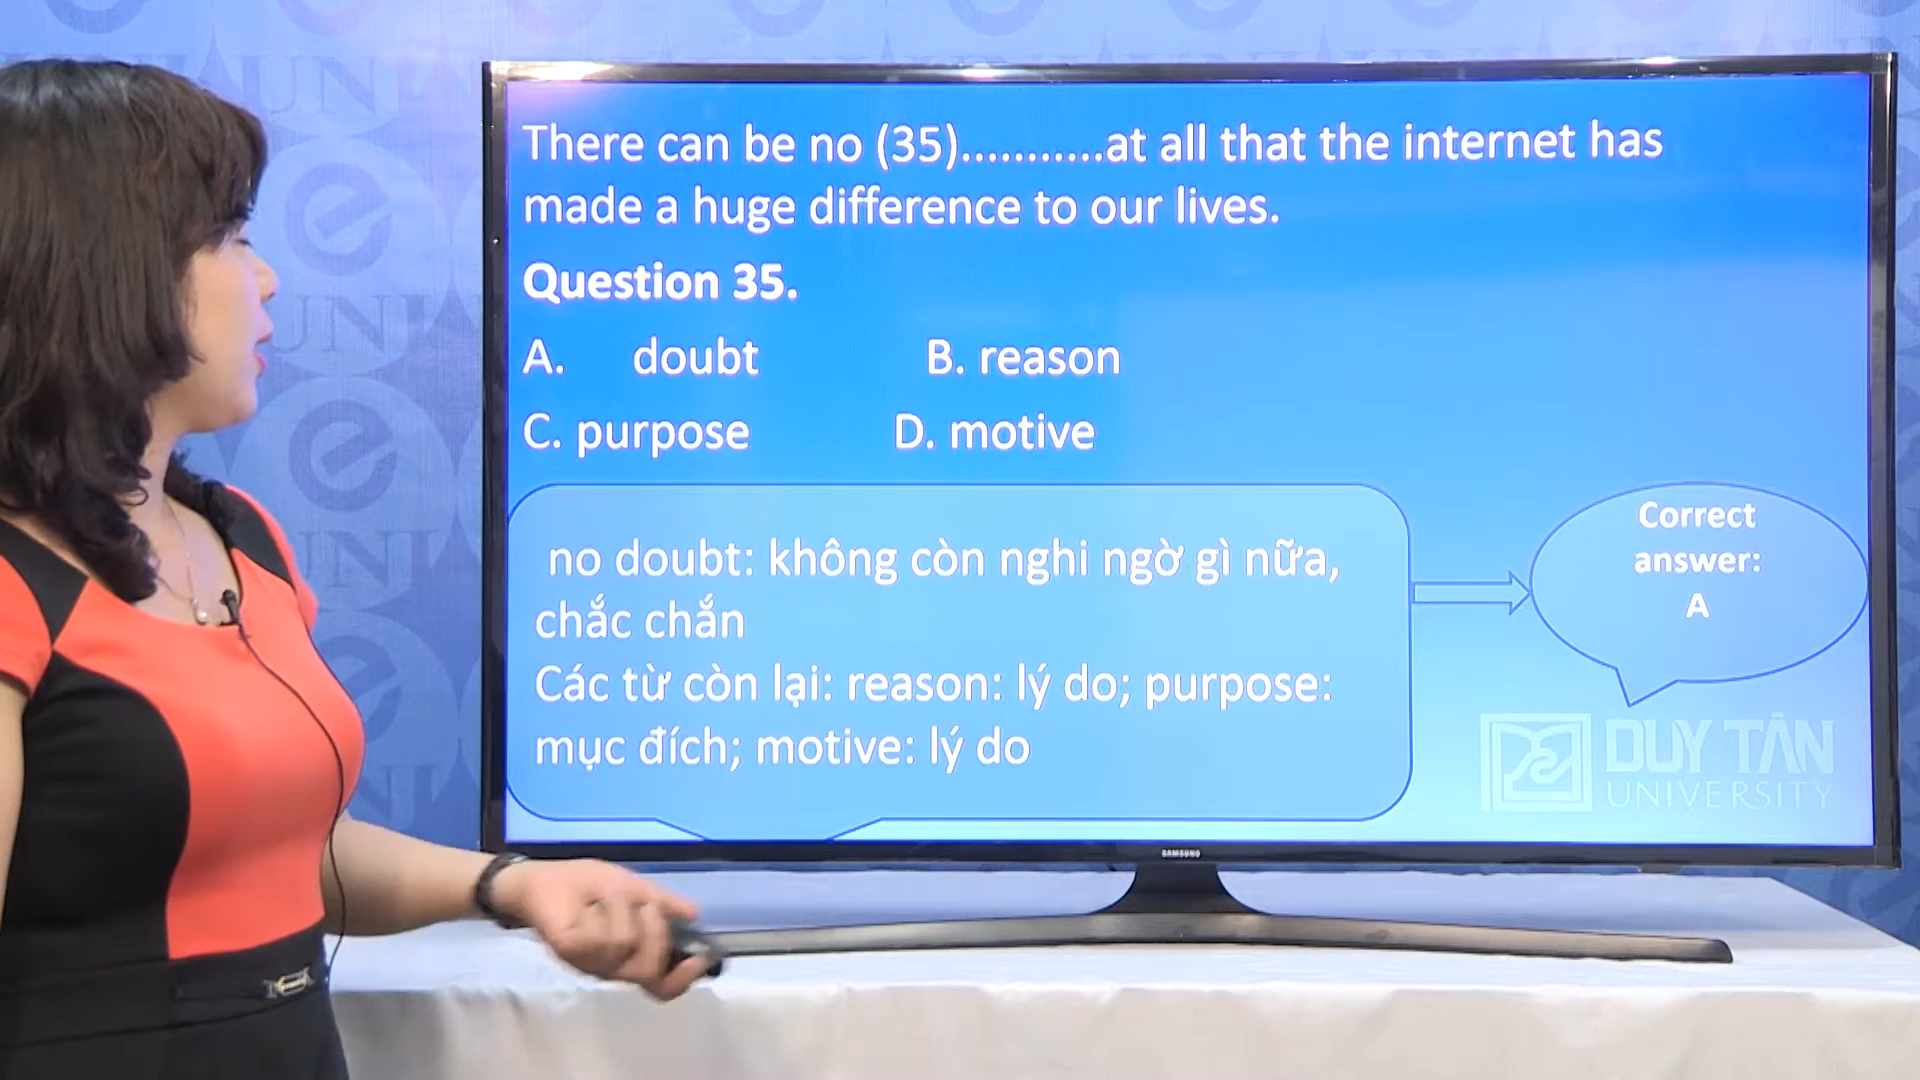 There can be no (35)...........at all that the internet has
made a huge difference to our lives.
Question 35.
A. doubt B. reason
C. purpose D. motive
no doubt: không còn nghi ngờ gì nữa,
chắc chắn
Các từ còn lại: reason: lý do; purpose:
mục đích; motive: lý do
Correct
answer:
A
DUY TÂN
UNIVERSITY
SAMSUNG